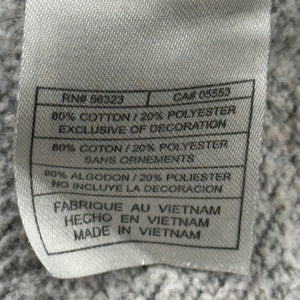 RN# 56323 CA# 05553
80% COTTON / 20% POLYESTER
EXCLUSIVE OF DECORATION
80% COTON / 20% POLYESTER
SANS ORNEMENTS
80% ALGODON / 20% POLIESTER
NO INCLUYE LA DECORACION
FABRIQUE AU VIETNAM
HECHO EN VIETNAM
MADE IN VIETNAM